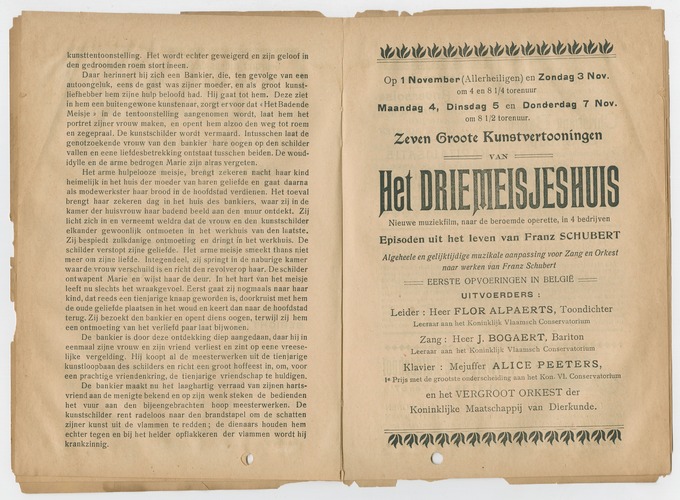 kunsttentoonstelling. Het wordt echter geweigerd en zijn geloof in
den gedroomden roem stort ineen.
Daar herinnert hij zich een Bankier, die, ten gevolge van een
autoongeluk, eens de gast was zijner moeder, en als groot kunst-
liefhebber hem zijne hulp beloofd had. Hij gaat tot hem. Deze ziet
in hem een buitengewone kunstenaar, zorgt er voor dat «Het Badende
Meisje» in de tentoonstelling aangenomen wordt, laat hem het
portret zijner vrouw maken, en opent hem alzoo den weg tot roem
en zegepraal. De kunstschilder wordt vermaard. Intusschen laat de
genotzoekende vrouw van den bankier hare oogen op den schilder
vallen en eene liefdesbetrekking ontstaat tusschen beiden. De woud-
idylle en de arme bedrogen Marie zijn alras vergeten.
Het arme hulpelooze meisje, brengt zekeren nacht haar kind
heimelijk in het huis der moeder van haren geliefde en gaat daarna
als modewerkster haar brood in de hoofdstad verdienen. Het toeval
brengt haar zekeren dag in het huis des bankiers, waar zij in de
kamer der huisvrouw haar badend beeld aan den muur ontdekt. Zij
licht zich in en verneemt weldra dat de vrouw en den kunstschilder
elkander gewoonlijk ontmoeten in het werkhuis van den laatste.
Zij bespiedt zulkdanige ontmoeting en dringt in het werkhuis. De
schilder verstopt zijne geliefde. Het arme meisje smeekt thans niet
meer om zijne liefde. Integendeel, zij springt in de naburige kamer
waar de vrouw verschuild is en richt den revolver op haar. De schilder
ontwapent Marie en wijst haar de deur. In het hart van het meisje
leeft nu slechts het wraakgevoel. Eerst gaat zij nogmaals naar haar
kind, dat reeds een tienjarige knaap geworden is, doorkruist met hem
de oude geliefde plaatsen in het woud en keert dan naar de hoofdstad
terug. Zij bezoekt den bankier en opent diens oogen, terwijl zij hem
een ontmoeting van het verliefd paar laat bijwonen.
De bankier is door deze ontdekking diep aangedaan, daar hij in
eenmaal zijne vrouw en zijn vriend verliest en zint op eene vreese-
lijke vergelding. Hij koopt al de meesterwerken uit de tienjarige
kunstloopbaan des schilders en richt een groot hoffeest in, om, voor
een prachtige vriendenkring, de tienjarige vriendschap te huldigen.
De bankier maakt nu het laaghartig verraad van zijnen harts-
vriend aan de menigte bekend en op zijn wenk steken de bedienden
het vuur aan den bijeengebrachten hoop meesterwerken. De
kunstschilder rent radeloos naar den brandstapel om de schatten
zijner kunst uit de vlammen te redden; de dienaars houden hem
echter tegen en bij het helder opflakkeren der vlammen wordt hij
krankzinnig.
Op 1 November (Allerheiligen) en Zondag 3 Nov.
om 4 en 8 1/4 torenuur
Maandag 4, Dinsdag 5 en Donderdag 7 Nov.
om 8 1/2 torenuur.
Zeven Groote Kunstvertooningen
VAN
Het DRIEMEISJESHUIS
Nieuwe muziekfilm, naar de beroemde operette, in 4 bedrijven
Episoden uit het leven van Franz SCHUBERT
Algeheele en gelijktijdige muzikale aanpassing voor Zang en Orkest
naar werken van Franz Schubert
EERSTE OPVOERINGEN IN BELGIË
UITVOERDERS :
Leider : Heer FLOR ALPAERTS, Toondichter
Leeraar aan het Koninklijk Vlaamsch Conservatorium
Zang : Heer J. BOGAERT, Bariton
Leeraar aan het Koninklijk Vlaamsch Conservatorium
Klavier : Mejuffer ALICE PEETERS,
1e Prijs met de grootste onderscheiding aan het Kon. Vl. Conservatorium
en het VERGROOT ORKEST der
Koninklijke Maatschappij van Dierkunde.